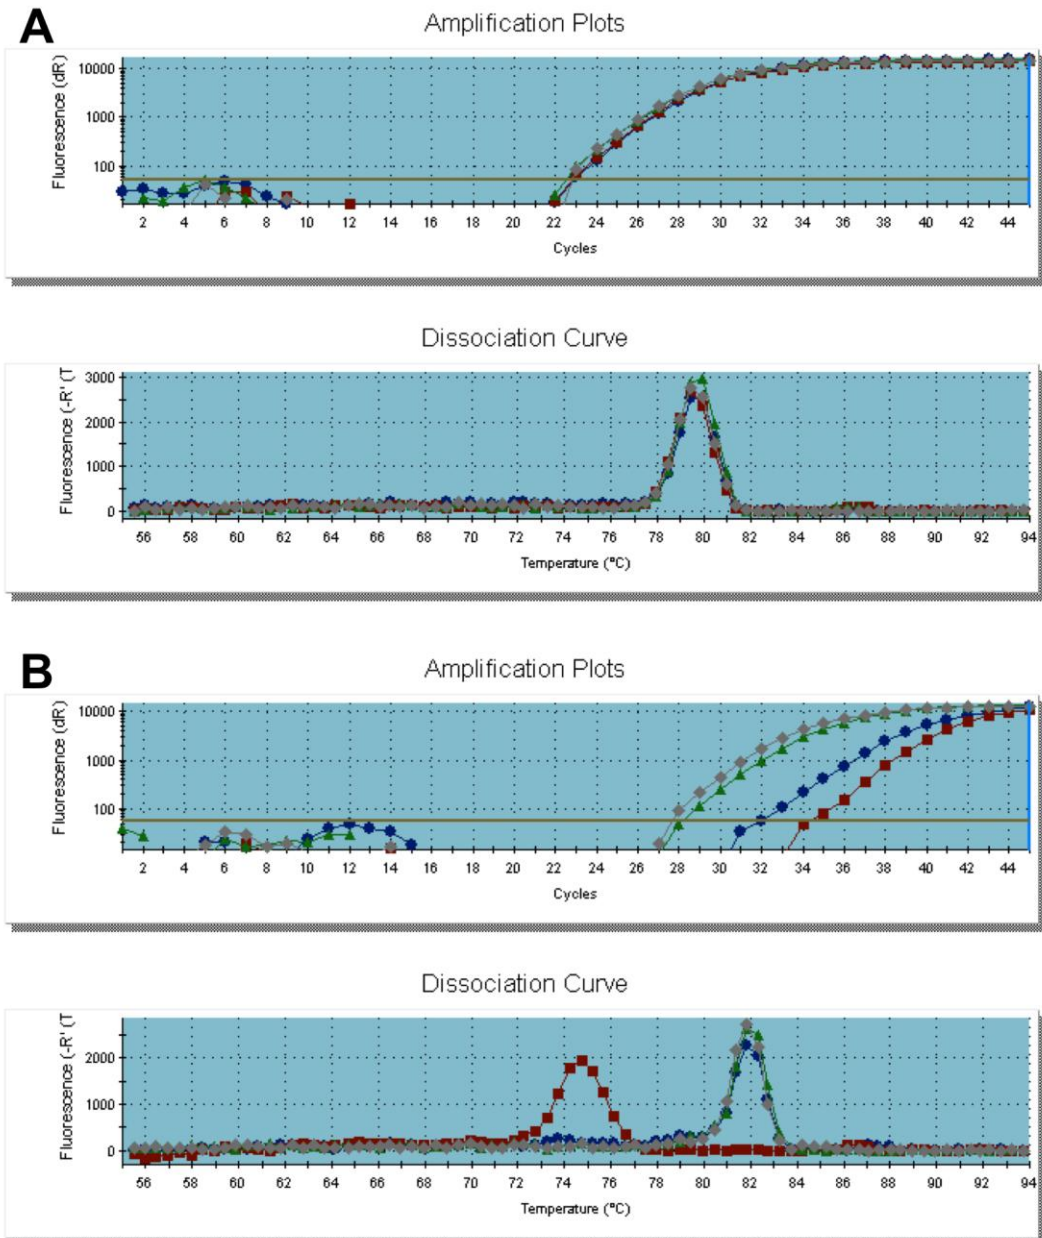 A
Amplification Plots
Fluorescence (dR)
10000
1000
100
2 4 6 8 10 12 14 16 18 20 22 24 26 28 30 32 34 36 38 40 42 44
Cycles
Dissociation Curve
Fluorescence (-R' (T
3000
2000
1000
0
56 58 60 62 64 66 68 70 72 74 76 78 80 82 84 86 88 90 92 94
Temperature (°C)
B
Amplification Plots
Fluorescence (dR)
10000
1000
100
2 4 6 8 10 12 14 16 18 20 22 24 26 28 30 32 34 36 38 40 42 44
Cycles
Dissociation Curve
Fluorescence (-R' (T
2000
1000
0
56 58 60 62 64 66 68 70 72 74 76 78 80 82 84 86 88 90 92 94
Temperature (°C)